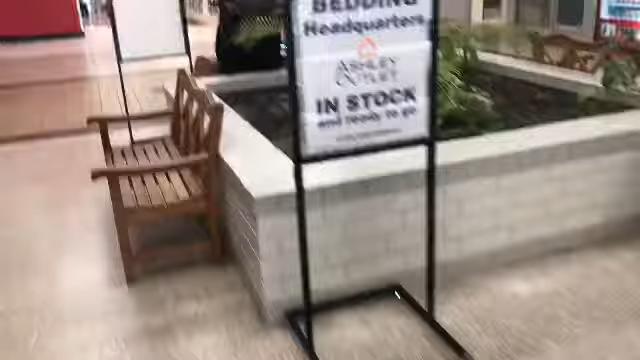 BEDDING
Headquarters
ASHLEY
OUTLET
IN STOCK
and ready to go